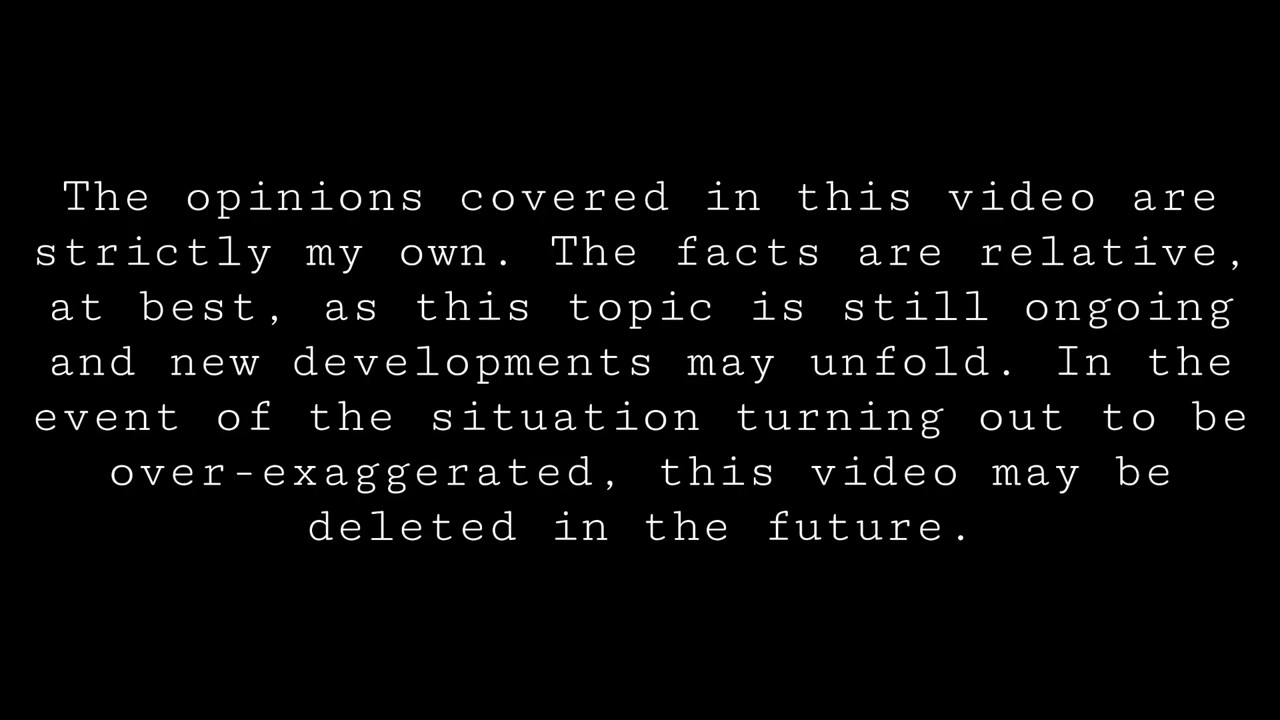 The opinions covered in this video are
strictly my own. The facts are relative,
at best, as this topic is still ongoing
and new developments may unfold. In the
event of the situation turning out to be
over-exaggerated, this video may be
deleted in the future.